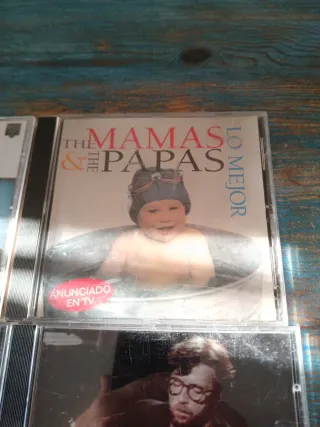 THE MAMAS
& THE PAPAS
LO MEJOR
ANUNCIADO
EN TV